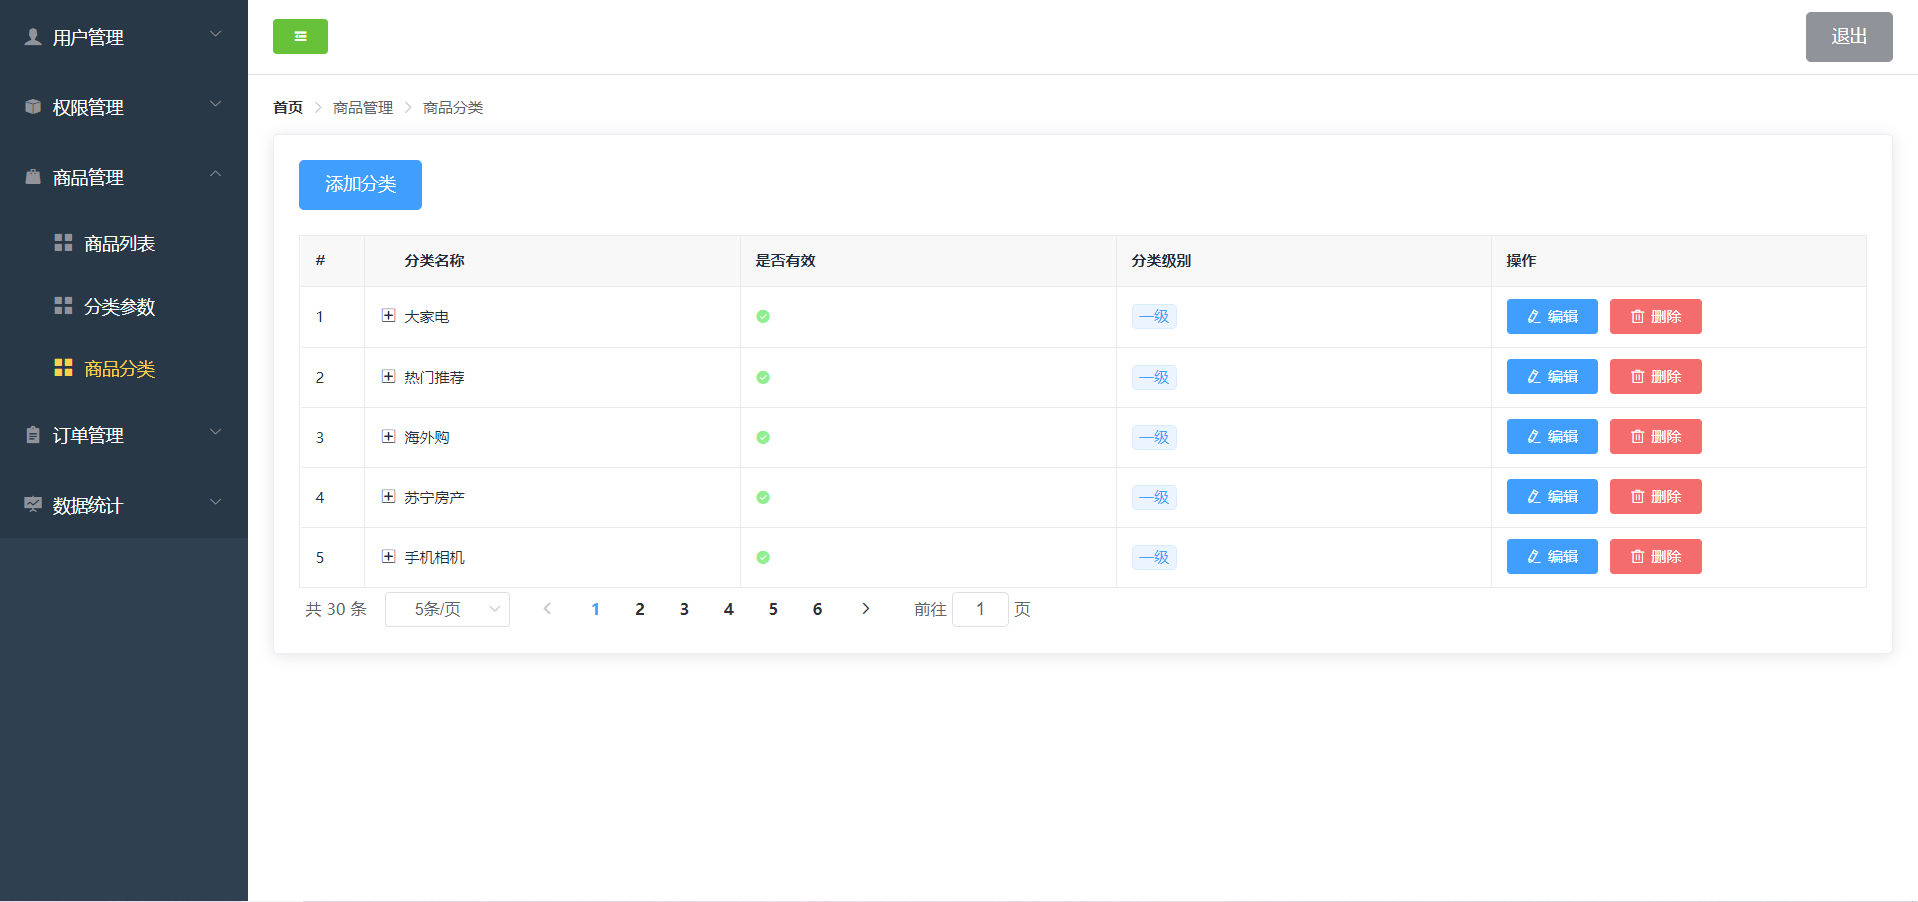 用户管理
权限管理
商品管理
商品列表
分类参数
商品分类
订单管理
数据统计
退出
首页 商品管理 商品分类
添加分类
# 分类名称 是否有效 分类级别 操作
1 大家电 一级 编辑 删除
2 热门推荐 一级 编辑 删除
3 海外购 一级 编辑 删除
4 苏宁房产 一级 编辑 删除
5 手机相机 一级 编辑 删除
共 30 条 5条/页 1 2 3 4 5 6 前往 1 页